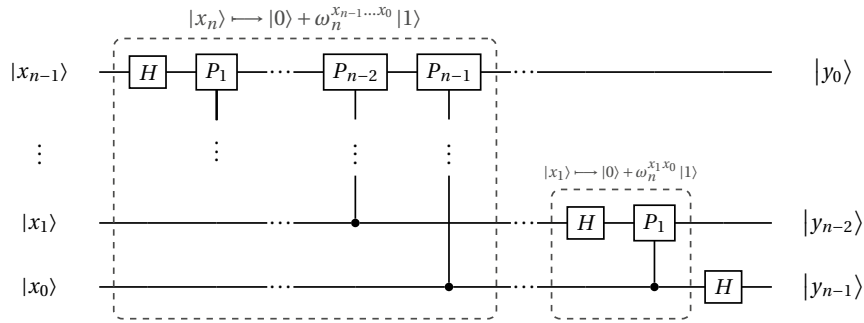 |x_n⟩ ⟼ |0⟩ + ω_n^{x_{n−1}…x_0} |1⟩
|x_{n−1}⟩ H P_1 ⋯ P_{n−2} P_{n−1} ⋯ |y_0⟩
⋮ ⋮ ⋮ ⋮
|x_1⟩ ⟼ |0⟩ + ω_n^{x_1 x_0} |1⟩
|x_1⟩ ⋯ ⋯ H P_1 |y_{n−2}⟩
|x_0⟩ ⋯ ⋯ H |y_{n−1}⟩